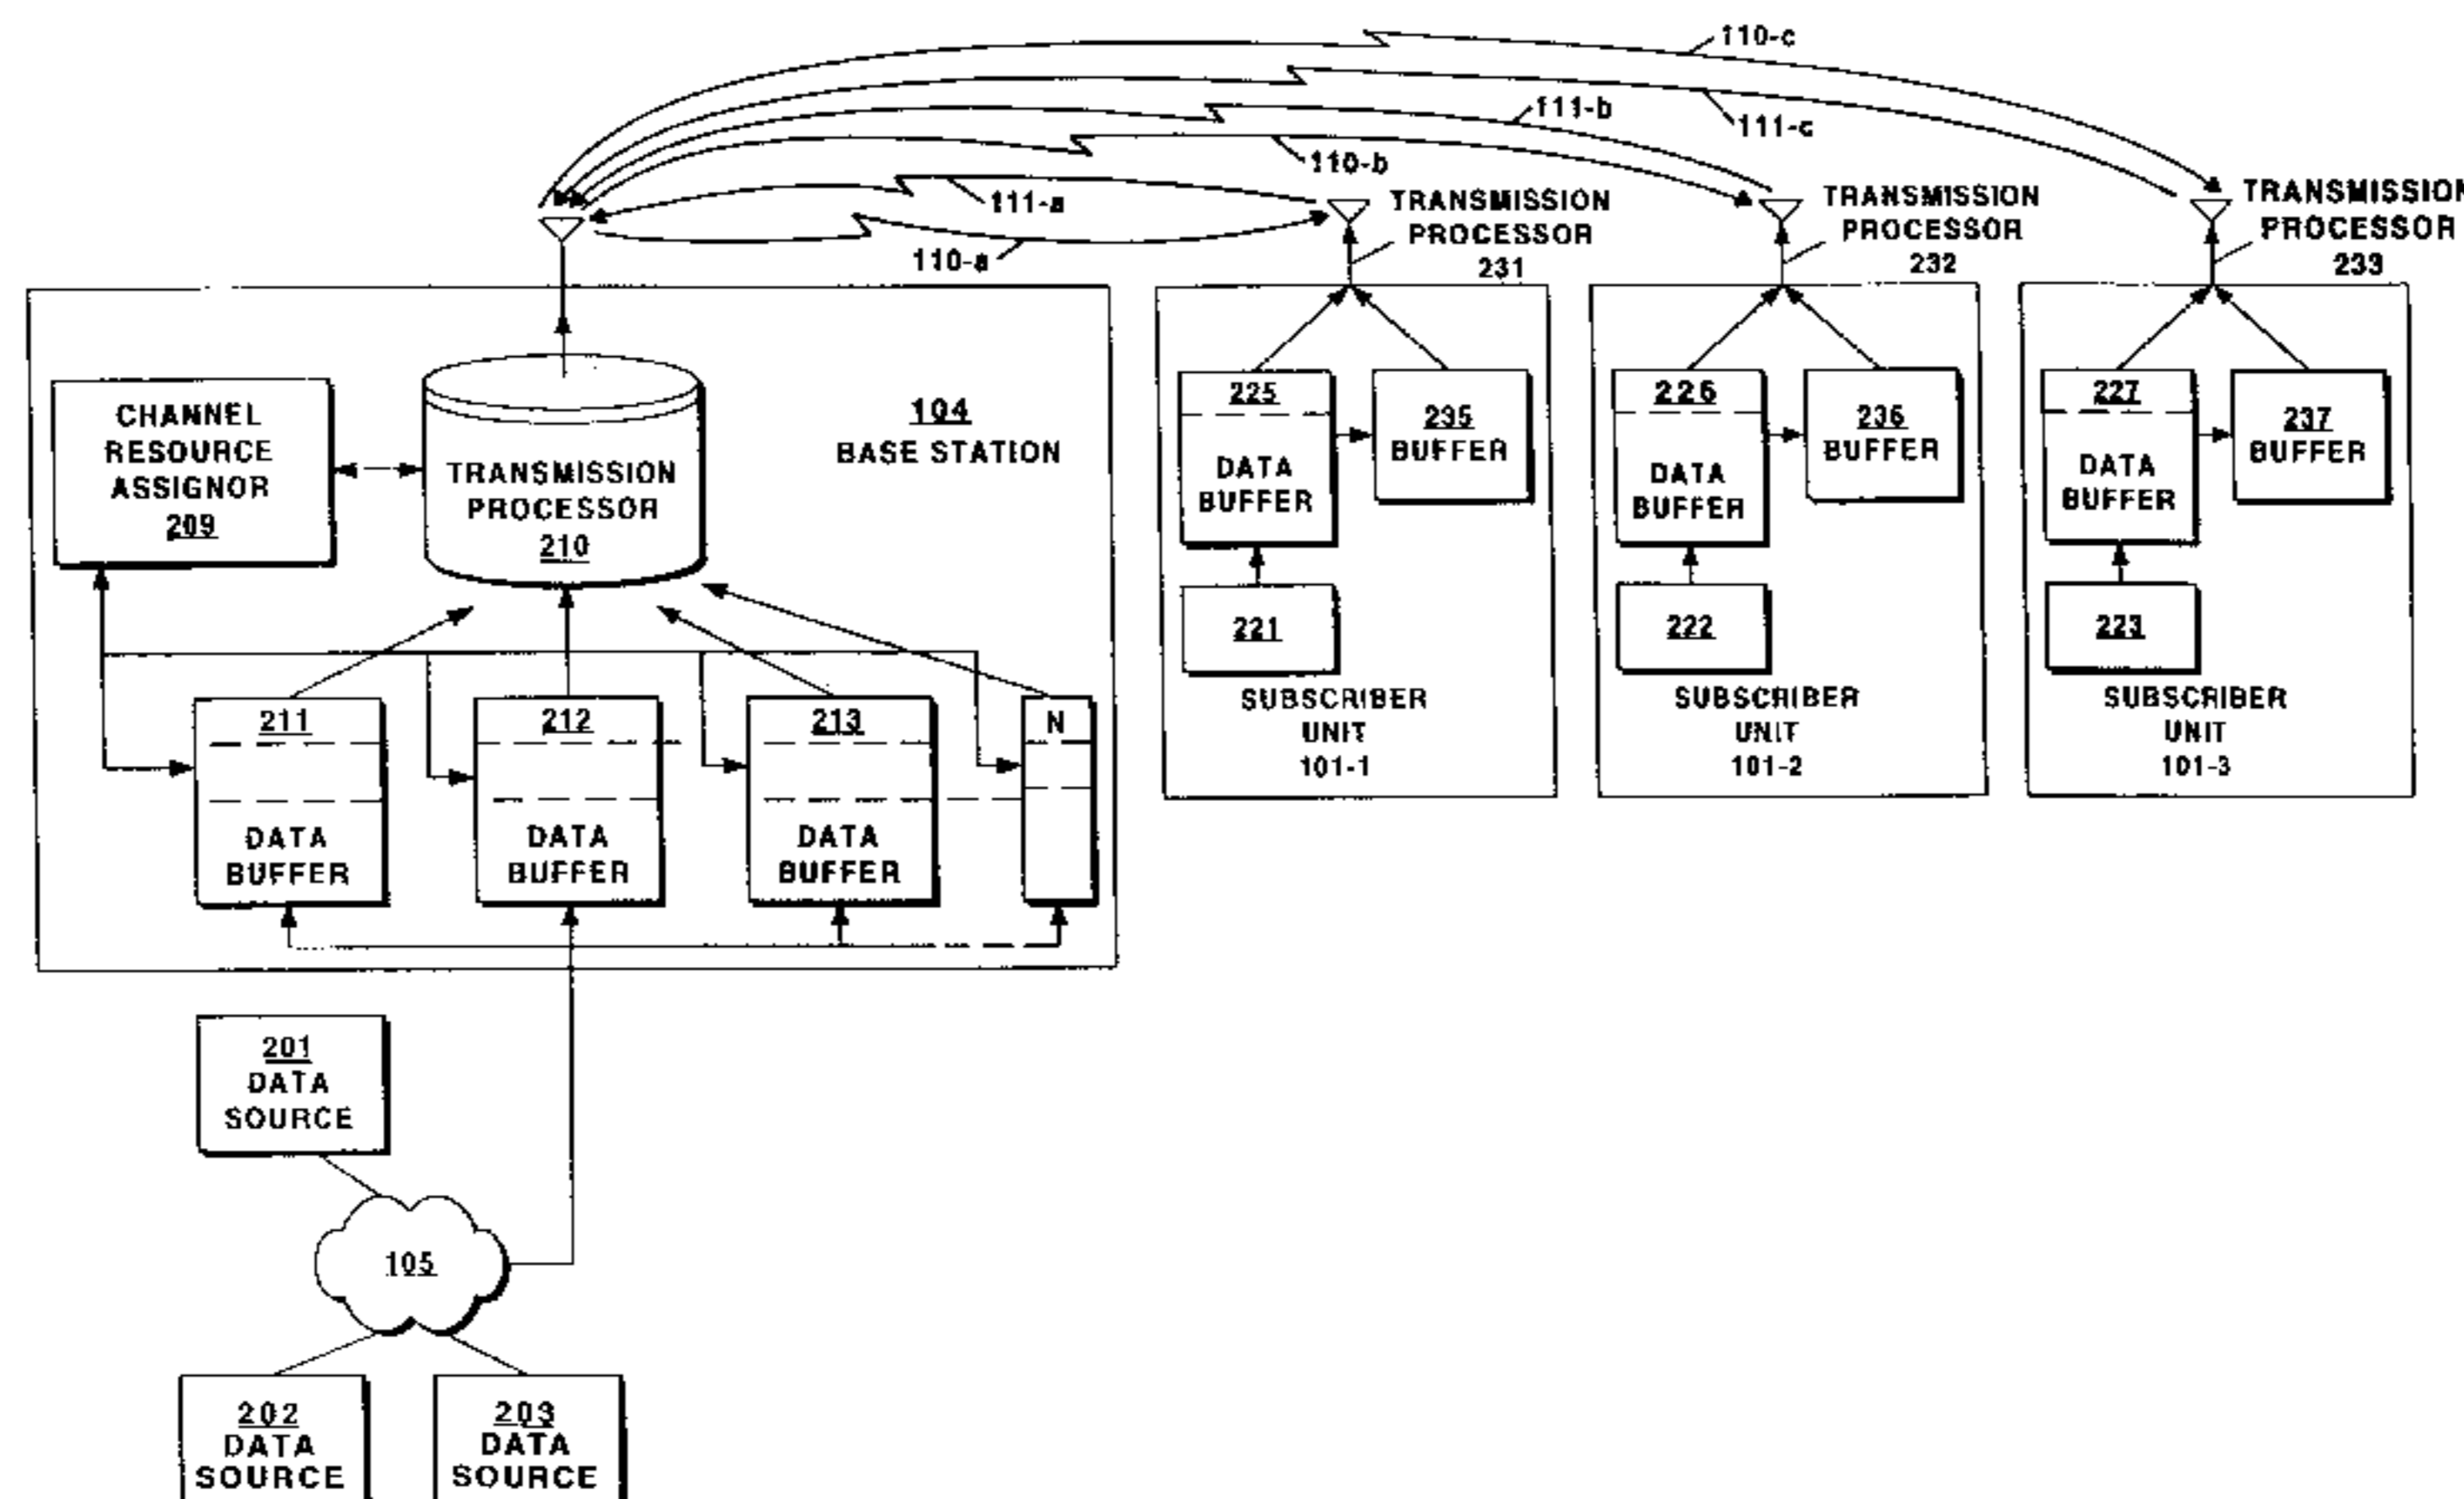 110-c
111-b
111-c
110-b
111-a
110-a
TRANSMISSION
PROCESSOR
231
TRANSMISSION
PROCESSOR
232
TRANSMISSION
PROCESSOR
233
CHANNEL
RESOURCE
ASSIGNOR
209
TRANSMISSION
PROCESSOR
210
104
BASE STATION
211
DATA
BUFFER
212
DATA
BUFFER
213
DATA
BUFFER
N
225
DATA
BUFFER
235
BUFFER
221
SUBSCRIBER
UNIT
101-1
226
DATA
BUFFER
236
BUFFER
222
SUBSCRIBER
UNIT
101-2
227
DATA
BUFFER
237
BUFFER
223
SUBSCRIBER
UNIT
101-3
201
DATA
SOURCE
105
202
DATA
SOURCE
203
DATA
SOURCE